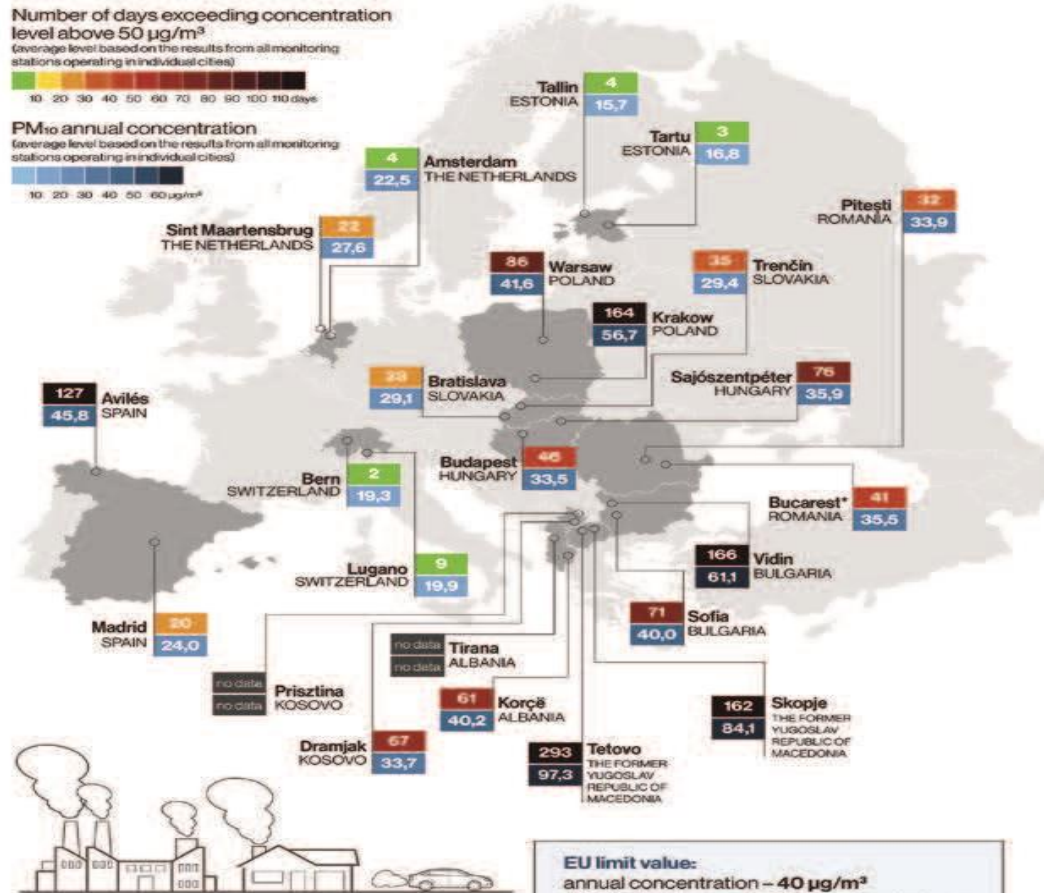 Number of days exceeding concentration
level above 50 µg/m³
(average level based on the results from all monitoring
stations operating in individual cities)
10 20 30 40 50 60 70 80 90 100 110 days
PM₁₀ annual concentration
(average level based on the results from all monitoring
stations operating in individual cities)
10 20 30 40 50 60 µg/m³
4
Tallin
ESTONIA
15,7
3
Tartu
ESTONIA
16,8
4
Amsterdam
THE NETHERLANDS
22,5
32
Pitești
ROMANIA
33,9
22
Sint Maartensbrug
THE NETHERLANDS
27,6
86
Warsaw
POLAND
41,6
35
Trenčín
SLOVAKIA
29,4
164
Krakow
POLAND
56,7
Bratislava
SLOVAKIA
29,1
76
Sajószentpéter
HUNGARY
35,9
127
Avilés
SPAIN
45,8
2
Bern
SWITZERLAND
19,3
46
Budapest
HUNGARY
33,5
41
Bucarest*
ROMANIA
35,5
9
Lugano
SWITZERLAND
19,9
166
Vidin
BULGARIA
61,1
20
Madrid
SPAIN
24,0
71
Sofia
BULGARIA
40,0
no data
no data
Tirana
ALBANIA
no data
no data
Prisztina
KOSOVO
61
Korçë
ALBANIA
40,2
162
84,1
Skopje
THE FORMER
YUGOSLAV
REPUBLIC OF
MACEDONIA
67
Dramjak
KOSOVO
33,7
293
97,3
Tetovo
THE FORMER
YUGOSLAV
REPUBLIC OF
MACEDONIA
EU limit value:
annual concentration – 40 µg/m³